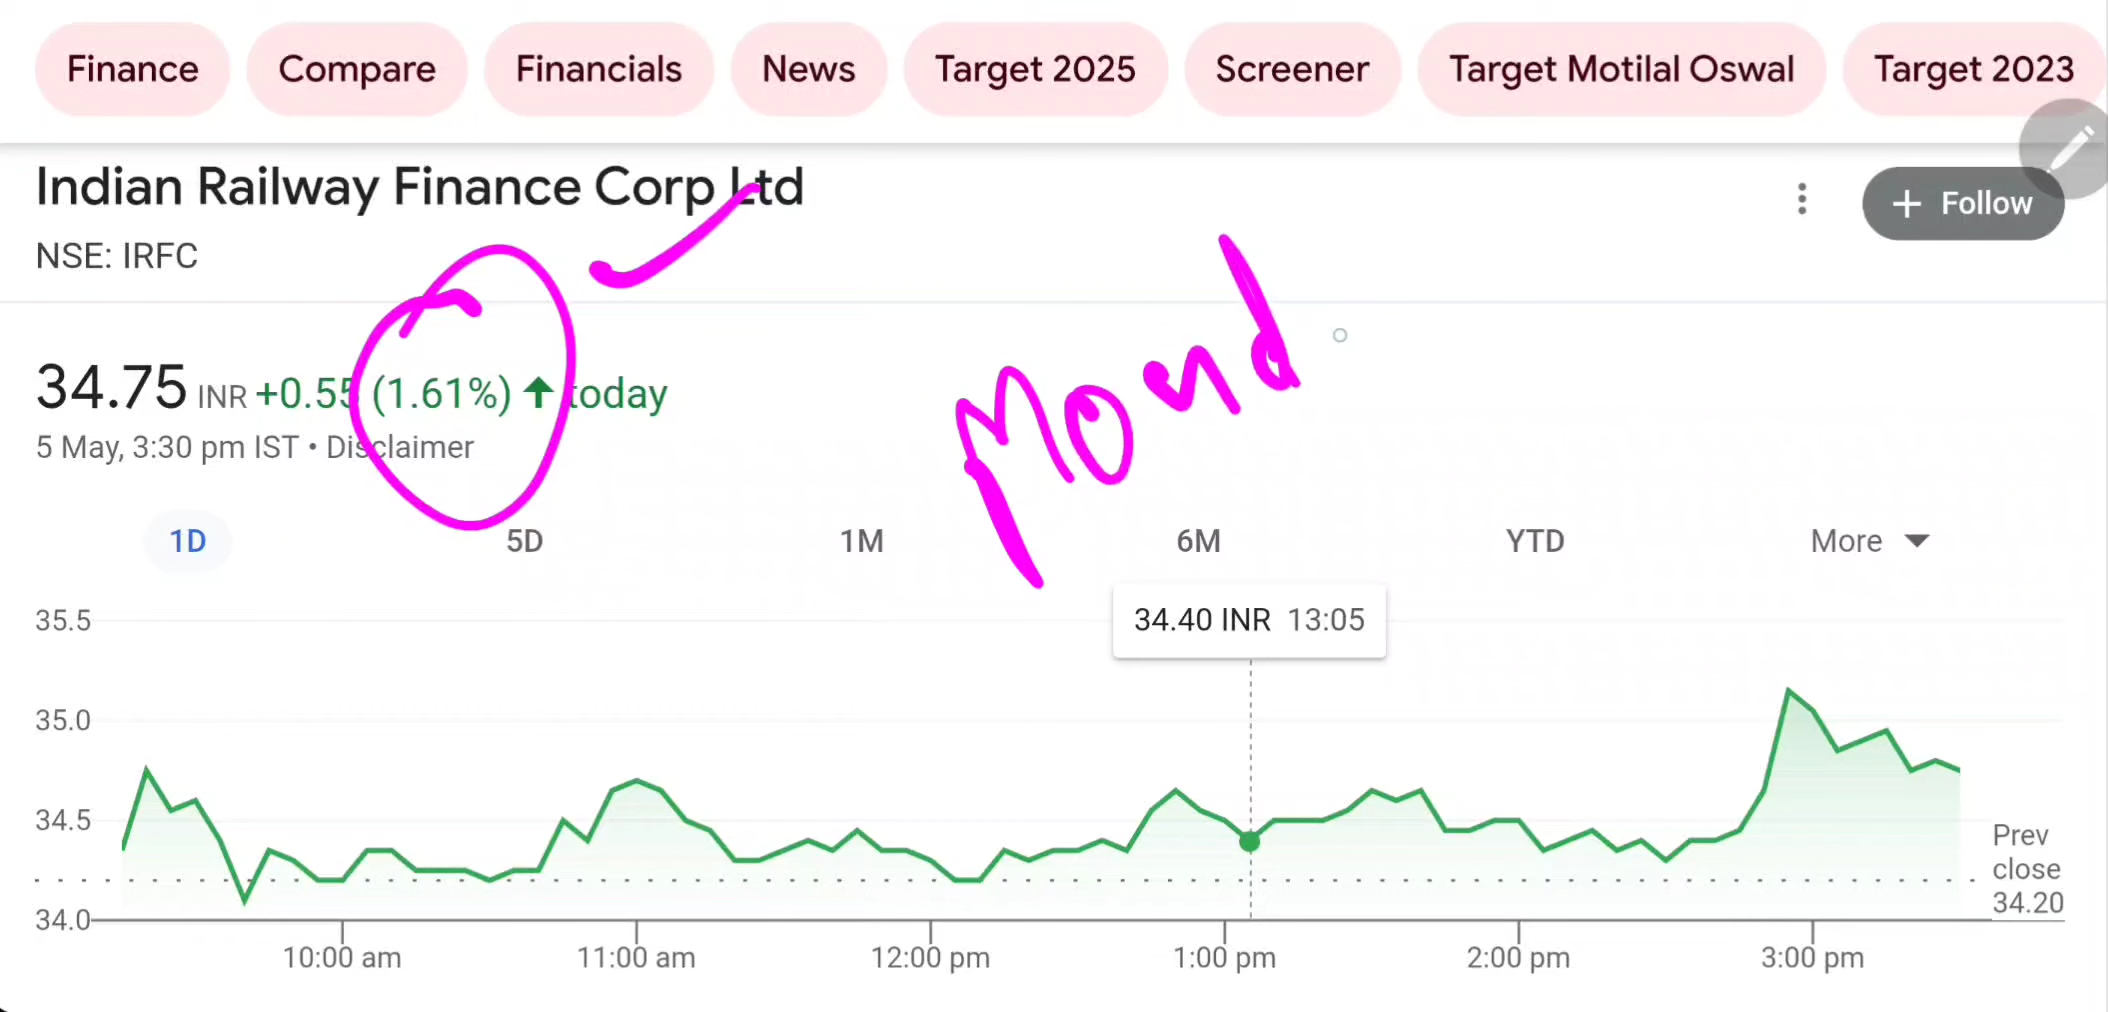 Finance Compare Financials News Target 2025 Screener Target Motilal Oswal Target 2023
Indian Railway Finance Corp Ltd
+ Follow
NSE: IRFC
Mond
34.75 INR +0.55 (1.61%) ↑ today
5 May, 3:30 pm IST • Disclaimer
1D 5D 1M 6M YTD More
34.40 INR 13:05
35.5
35.0
34.5
34.0
Prev
close
34.20
10:00 am 11:00 am 12:00 pm 1:00 pm 2:00 pm 3:00 pm